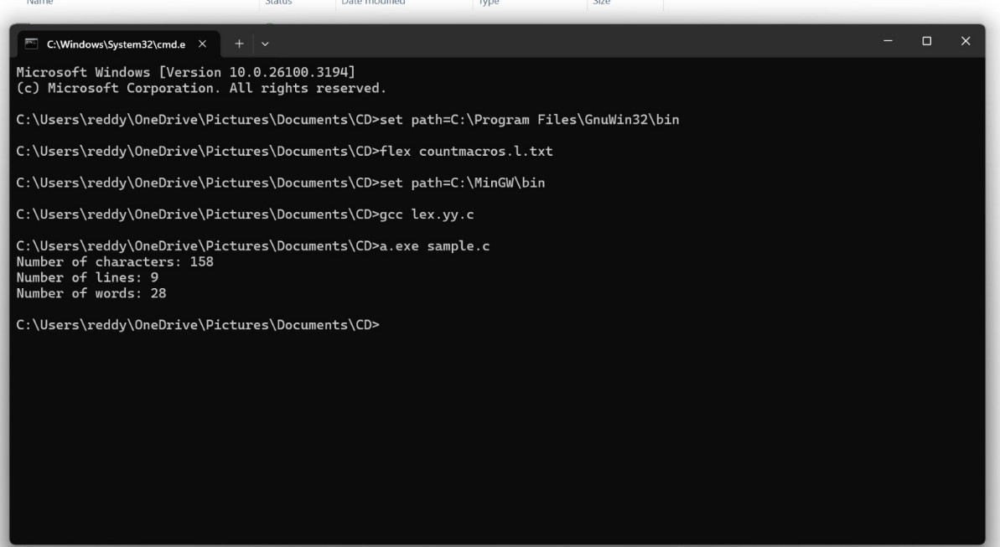 Name Status Date modified Type Size
C:\Windows\System32\cmd.e
Microsoft Windows [Version 10.0.26100.3194]
(c) Microsoft Corporation. All rights reserved.
C:\Users\reddy\OneDrive\Pictures\Documents\CD>set path=C:\Program Files\GnuWin32\bin
C:\Users\reddy\OneDrive\Pictures\Documents\CD>flex countmacros.l.txt
C:\Users\reddy\OneDrive\Pictures\Documents\CD>set path=C:\MinGW\bin
C:\Users\reddy\OneDrive\Pictures\Documents\CD>gcc lex.yy.c
C:\Users\reddy\OneDrive\Pictures\Documents\CD>a.exe sample.c
Number of characters: 158
Number of lines: 9
Number of words: 28
C:\Users\reddy\OneDrive\Pictures\Documents\CD>